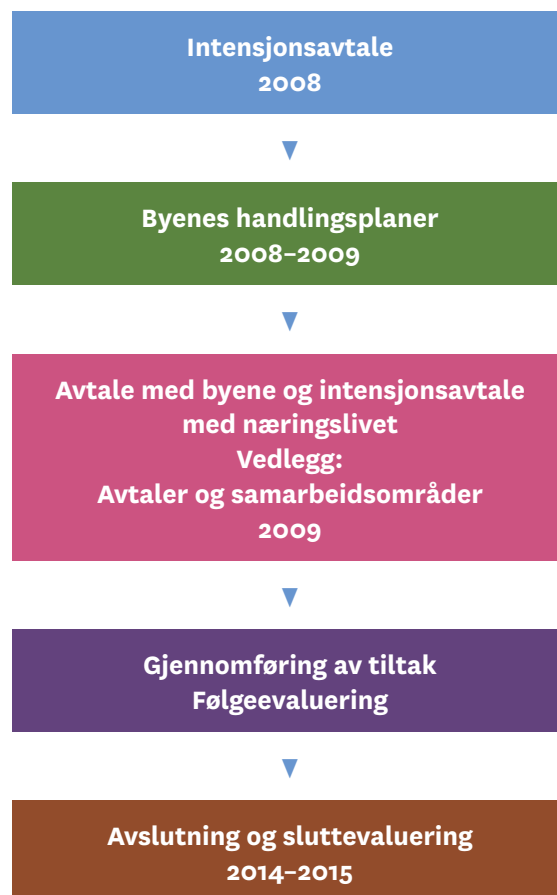 Intensjonsavtale
2008
Byenes handlingsplaner
2008–2009
Avtale med byene og intensjonsavtale
med næringslivet
Vedlegg:
Avtaler og samarbeidsområder
2009
Gjennomføring av tiltak
Følgeevaluering
Avslutning og sluttevaluering
2014–2015